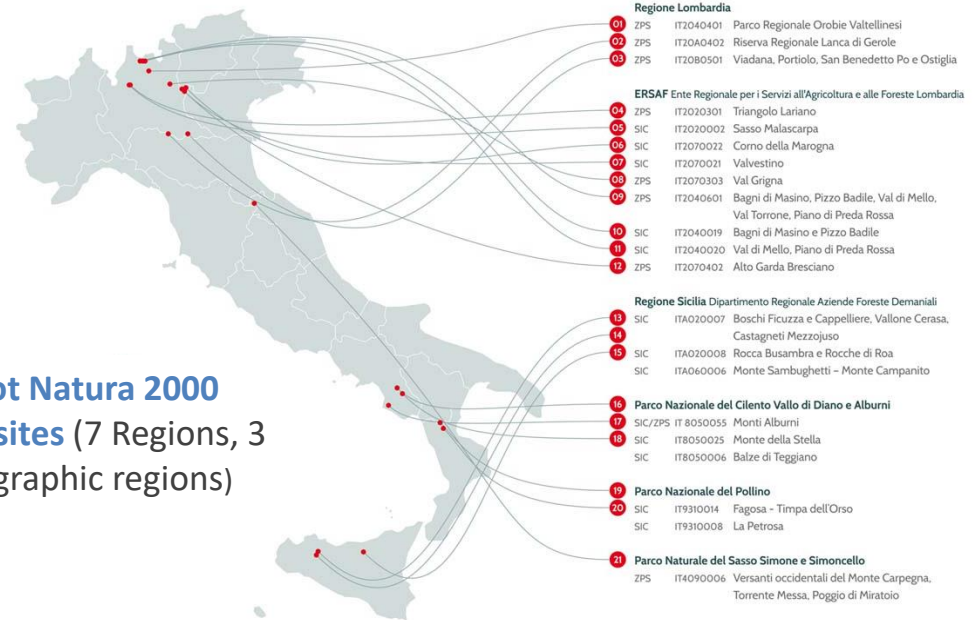 Regione Lombardia
01 ZPS IT2040401 Parco Regionale Orobie Valtellinesi
02 ZPS IT20A0402 Riserva Regionale Lanca di Gerole
03 ZPS IT20B0501 Viadana, Portiolo, San Benedetto Po e Ostiglia
ERSAF Ente Regionale per i Servizi all'Agricoltura e alle Foreste Lombardia
04 ZPS IT2020301 Triangolo Lariano
05 SIC IT2020002 Sasso Malascarpa
06 SIC IT2070022 Corno della Marogna
07 SIC IT2070021 Valvestino
08 ZPS IT2070303 Val Grigna
09 ZPS IT2040601 Bagni di Masino, Pizzo Badile, Val di Mello,
Val Torrone, Piano di Preda Rossa
10 SIC IT2040019 Bagni di Masino e Pizzo Badile
11 SIC IT2040020 Val di Mello, Piano di Preda Rossa
12 ZPS IT2070402 Alto Garda Bresciano
Regione Sicilia Dipartimento Regionale Aziende Foreste Demaniali
13 SIC ITA020007 Boschi Ficuzza e Cappelliere, Vallone Cerasa,
14 Castagneti Mezzojuso
15 SIC ITA020008 Rocca Busambra e Rocche di Roa
SIC ITA060006 Monte Sambughetti – Monte Campanito
16 Parco Nazionale del Cilento Vallo di Diano e Alburni
17 SIC/ZPS IT 8050055 Monti Alburni
18 SIC IT8050025 Monte della Stella
SIC IT8050006 Balze di Teggiano
19 Parco Nazionale del Pollino
20 SIC IT9310014 Fagosa - Timpa dell'Orso
SIC IT9310008 La Petrosa
21 Parco Naturale del Sasso Simone e Simoncello
ZPS IT4090006 Versanti occidentali del Monte Carpegna,
Torrente Messa, Poggio di Miratoio
ot Natura 2000
sites (7 Regions, 3
graphic regions)